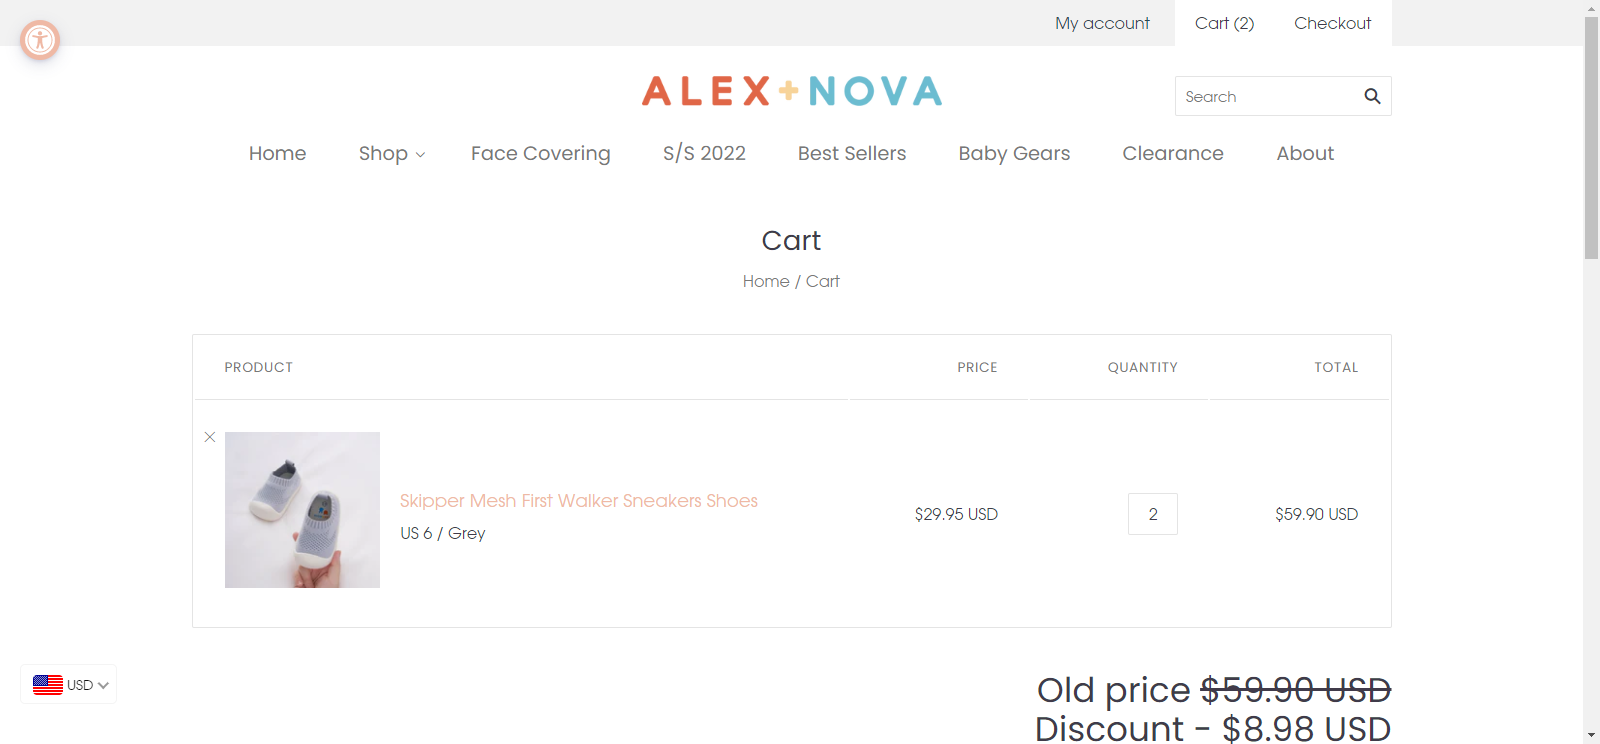 My account
Cart (2)
Checkout
ALEX+NOVA
Search
Home
Shop
Face Covering
S/S 2022
Best Sellers
Baby Gears
Clearance
About
Cart
Home / Cart
PRODUCT
PRICE
QUANTITY
TOTAL
Skipper Mesh First Walker Sneakers Shoes
US 6 / Grey
$29.95 USD
2
$59.90 USD
USD
Old price $59.90 USD
Discount - $8.98 USD